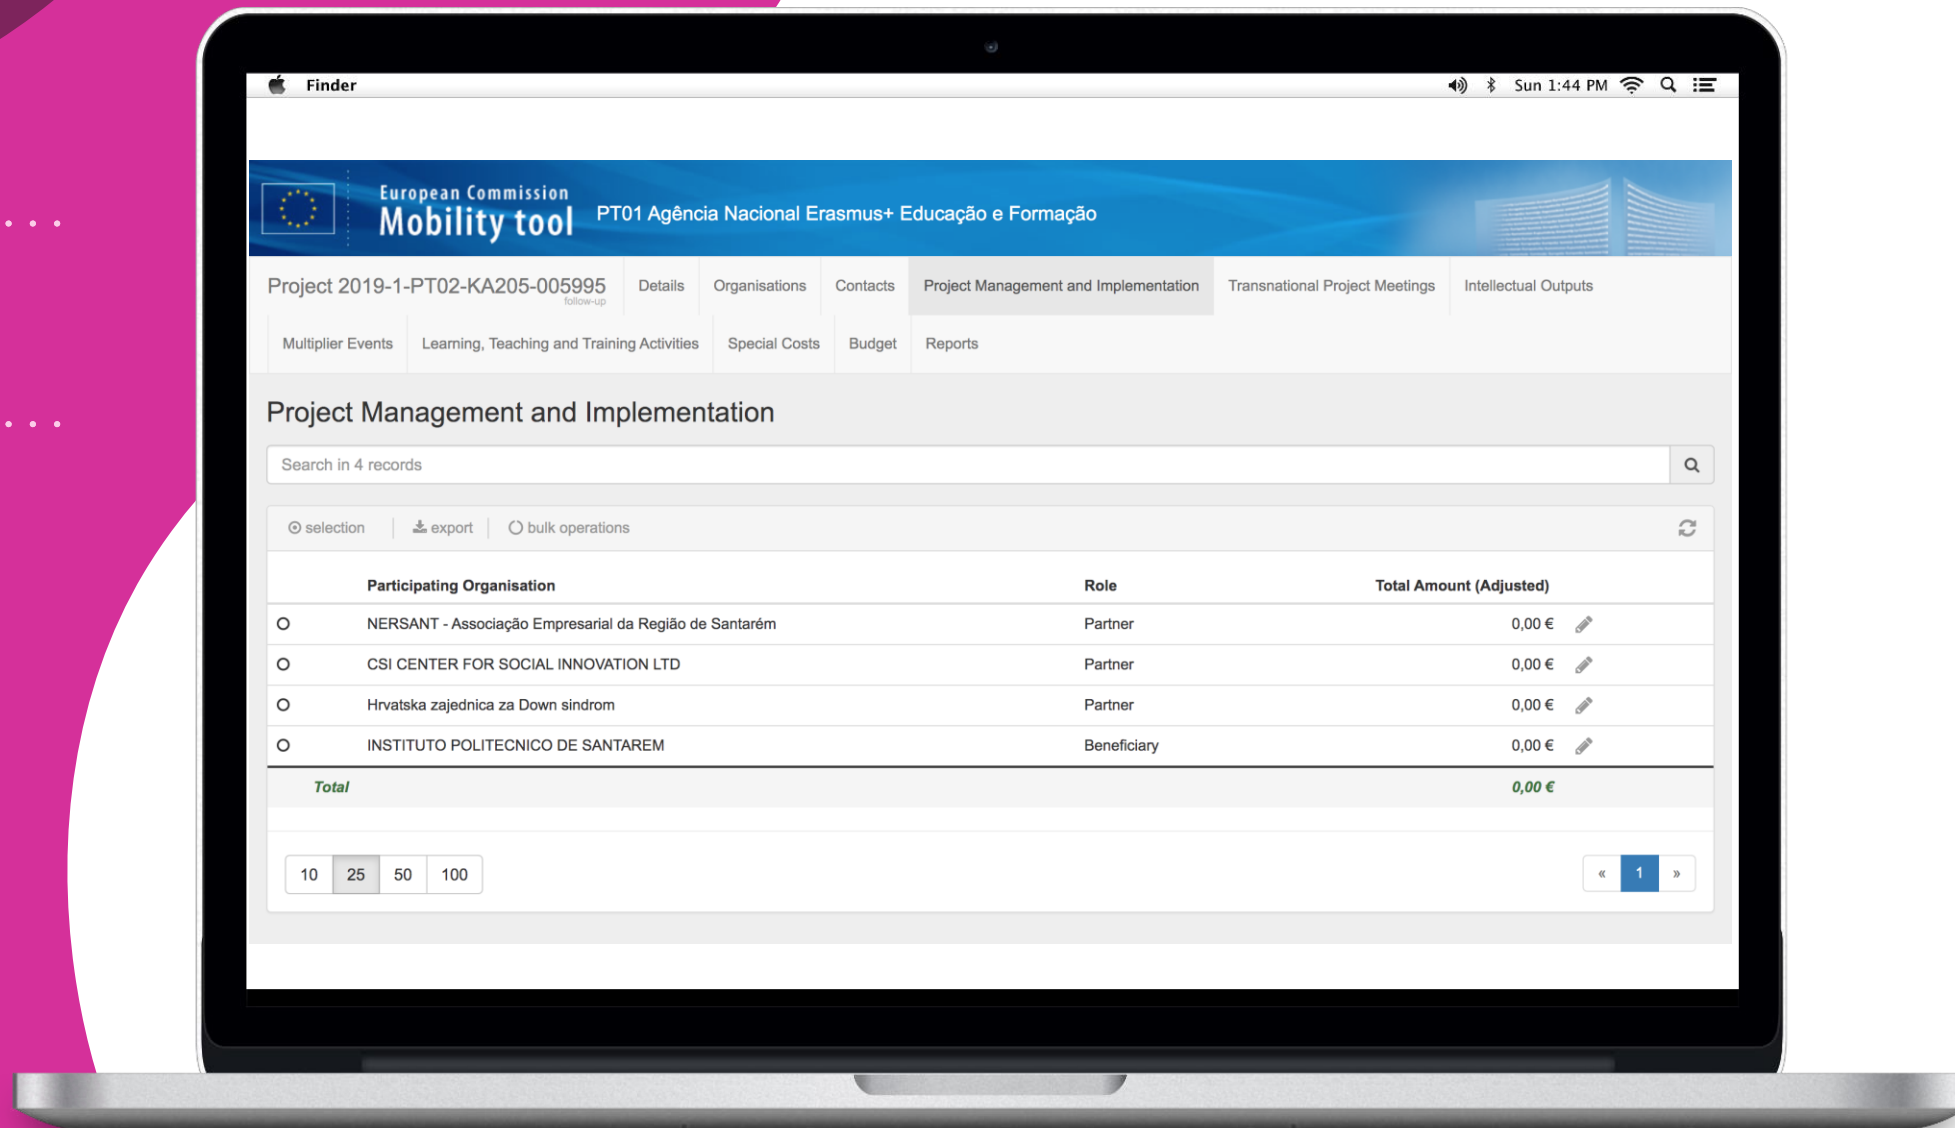 Finder Sun 1:44 PM
European Commission
Mobility tool PT01 Agência Nacional Erasmus+ Educação e Formação
Project 2019-1-PT02-KA205-005995 Details Organisations Contacts Project Management and Implementation Transnational Project Meetings Intellectual Outputs
follow-up
Multiplier Events Learning, Teaching and Training Activities Special Costs Budget Reports
Project Management and Implementation
Search in 4 records
selection export bulk operations
Participating Organisation Role Total Amount (Adjusted)
NERSANT - Associação Empresarial da Região de Santarém Partner 0,00 €
CSI CENTER FOR SOCIAL INNOVATION LTD Partner 0,00 €
Hrvatska zajednica za Down sindrom Partner 0,00 €
INSTITUTO POLITECNICO DE SANTAREM Beneficiary 0,00 €
Total 0,00 €
10 25 50 100 « 1 »